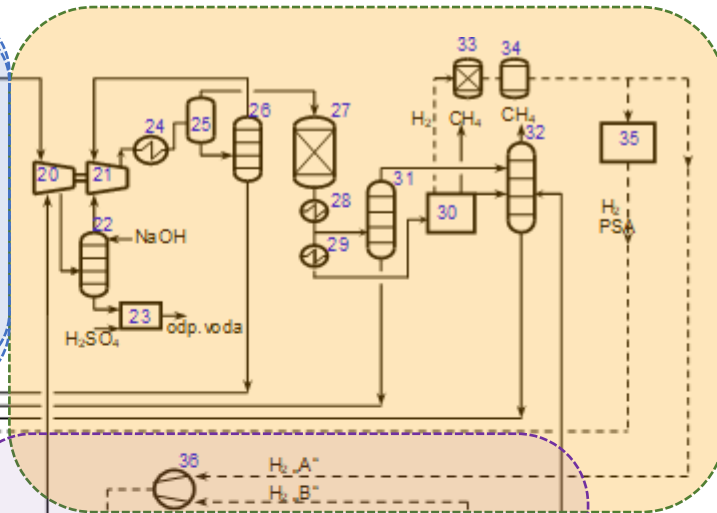 33
34
H₂
CH₄
CH₄
24
25
26
27
32
35
20
21
31
28
22
NaOH
30
H₂
PSA
29
23
odp. voda
H₂SO₄
36
H₂ „A“
H₂ „B“